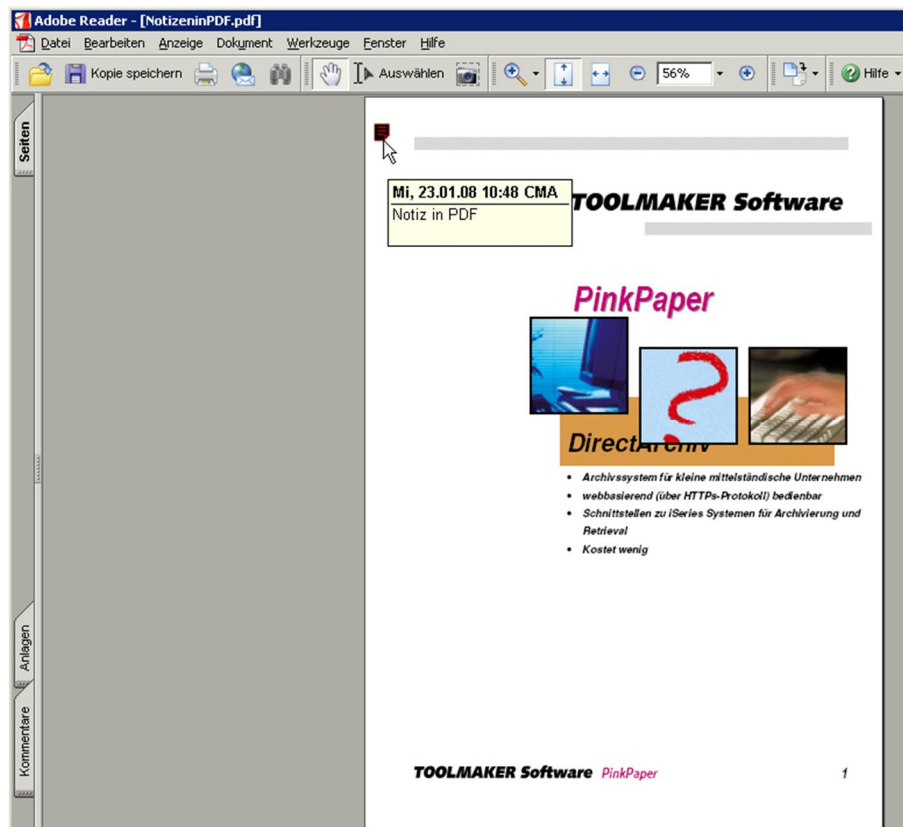 Adobe Reader - [NotizeninPDF.pdf]
Datei Bearbeiten Anzeige Dokument Werkzeuge Fenster Hilfe
Kopie speichern Auswählen 56% Hilfe
Seiten
Mi, 23.01.08 10:48 CMA
Notiz in PDF
TOOLMAKER Software
PinkPaper
DirectArchiv
• Archivssystem für kleine mittelständische Unternehmen
• webbasierend (über HTTPs-Protokoll) bedienbar
• Schnittstellen zu iSeries Systemen für Archivierung und
Retrieval
• Kostet wenig
Anlagen
Kommentare
TOOLMAKER Software PinkPaper 1